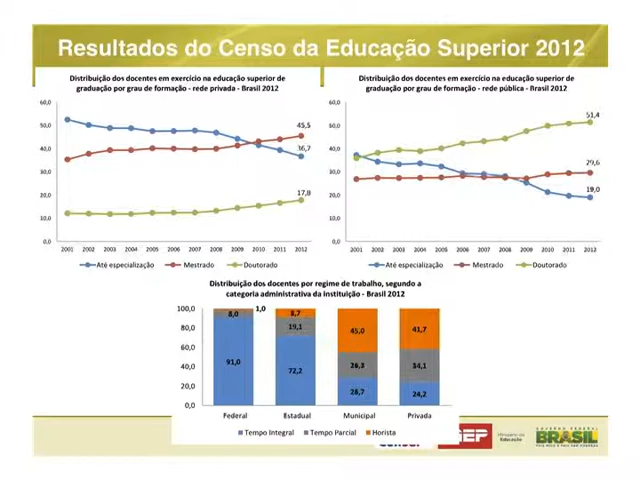 Resultados do Censo da Educação Superior 2012
Distribuição dos docentes em exercício na educação superior de
graduação por grau de formação - rede privada - Brasil 2012
60,0
50,0
40,0
30,0
20,0
10,0
0,0
45,5
36,7
17,8
2001 2002 2003 2004 2005 2006 2007 2008 2009 2010 2011 2012
Até especialização Mestrado Doutorado
Distribuição dos docentes em exercício na educação superior de
graduação por grau de formação - rede pública - Brasil 2012
60,0
50,0
40,0
30,0
20,0
10,0
0,0
51,4
29,6
19,0
2001 2002 2003 2004 2005 2006 2007 2008 2009 2010 2011 2012
Até especialização Mestrado Doutorado
Distribuição dos docentes por regime de trabalho, segundo a
categoria administrativa da instituição - Brasil 2012
100,0
80,0
60,0
40,0
20,0
0,0
8,0 1,0 8,7 45,0 41,7
91,0 19,1 34,1
72,2 24,2
Federal Estadual Municipal Privada
Tempo Integral Tempo Parcial Horista
Ministério da
Educação
GOVERNO FEDERAL
BRASIL
PAÍS RICO É PAÍS SEM POBREZA